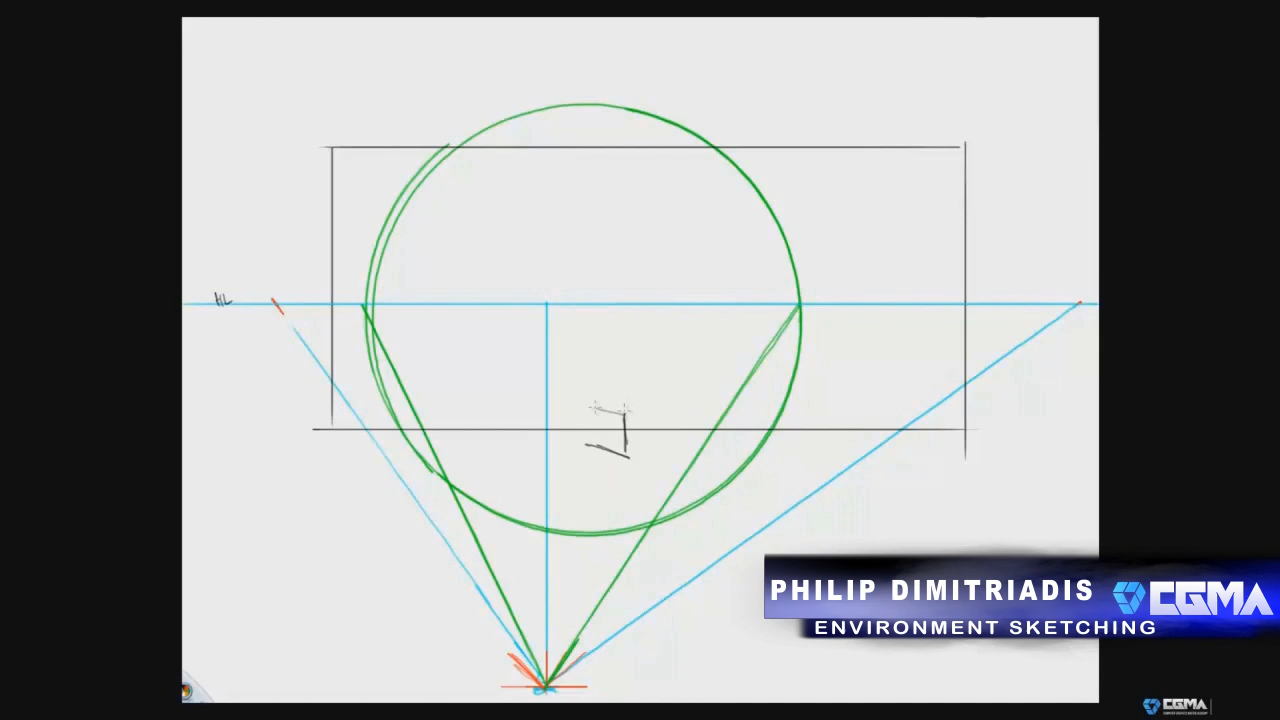 HL
PHILIP DIMITRIADIS
CGMA
ENVIRONMENT SKETCHING
CGMA